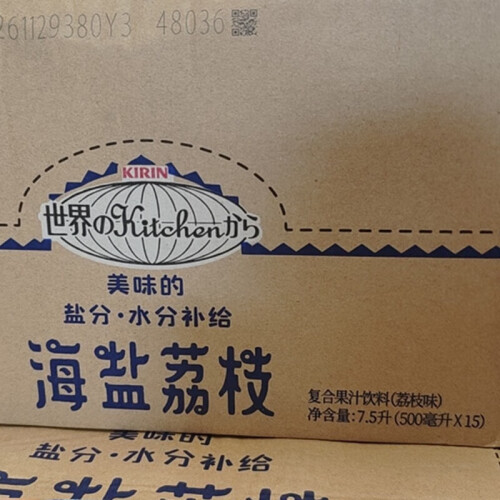 261129380Y3 48036
KIRIN
世界のKitchenから
美味的
盐分·水分补给
海盐荔枝
复合果汁饮料(荔枝味)
净含量:7.5升(500毫升X15)
美味的
盐分·水分补给